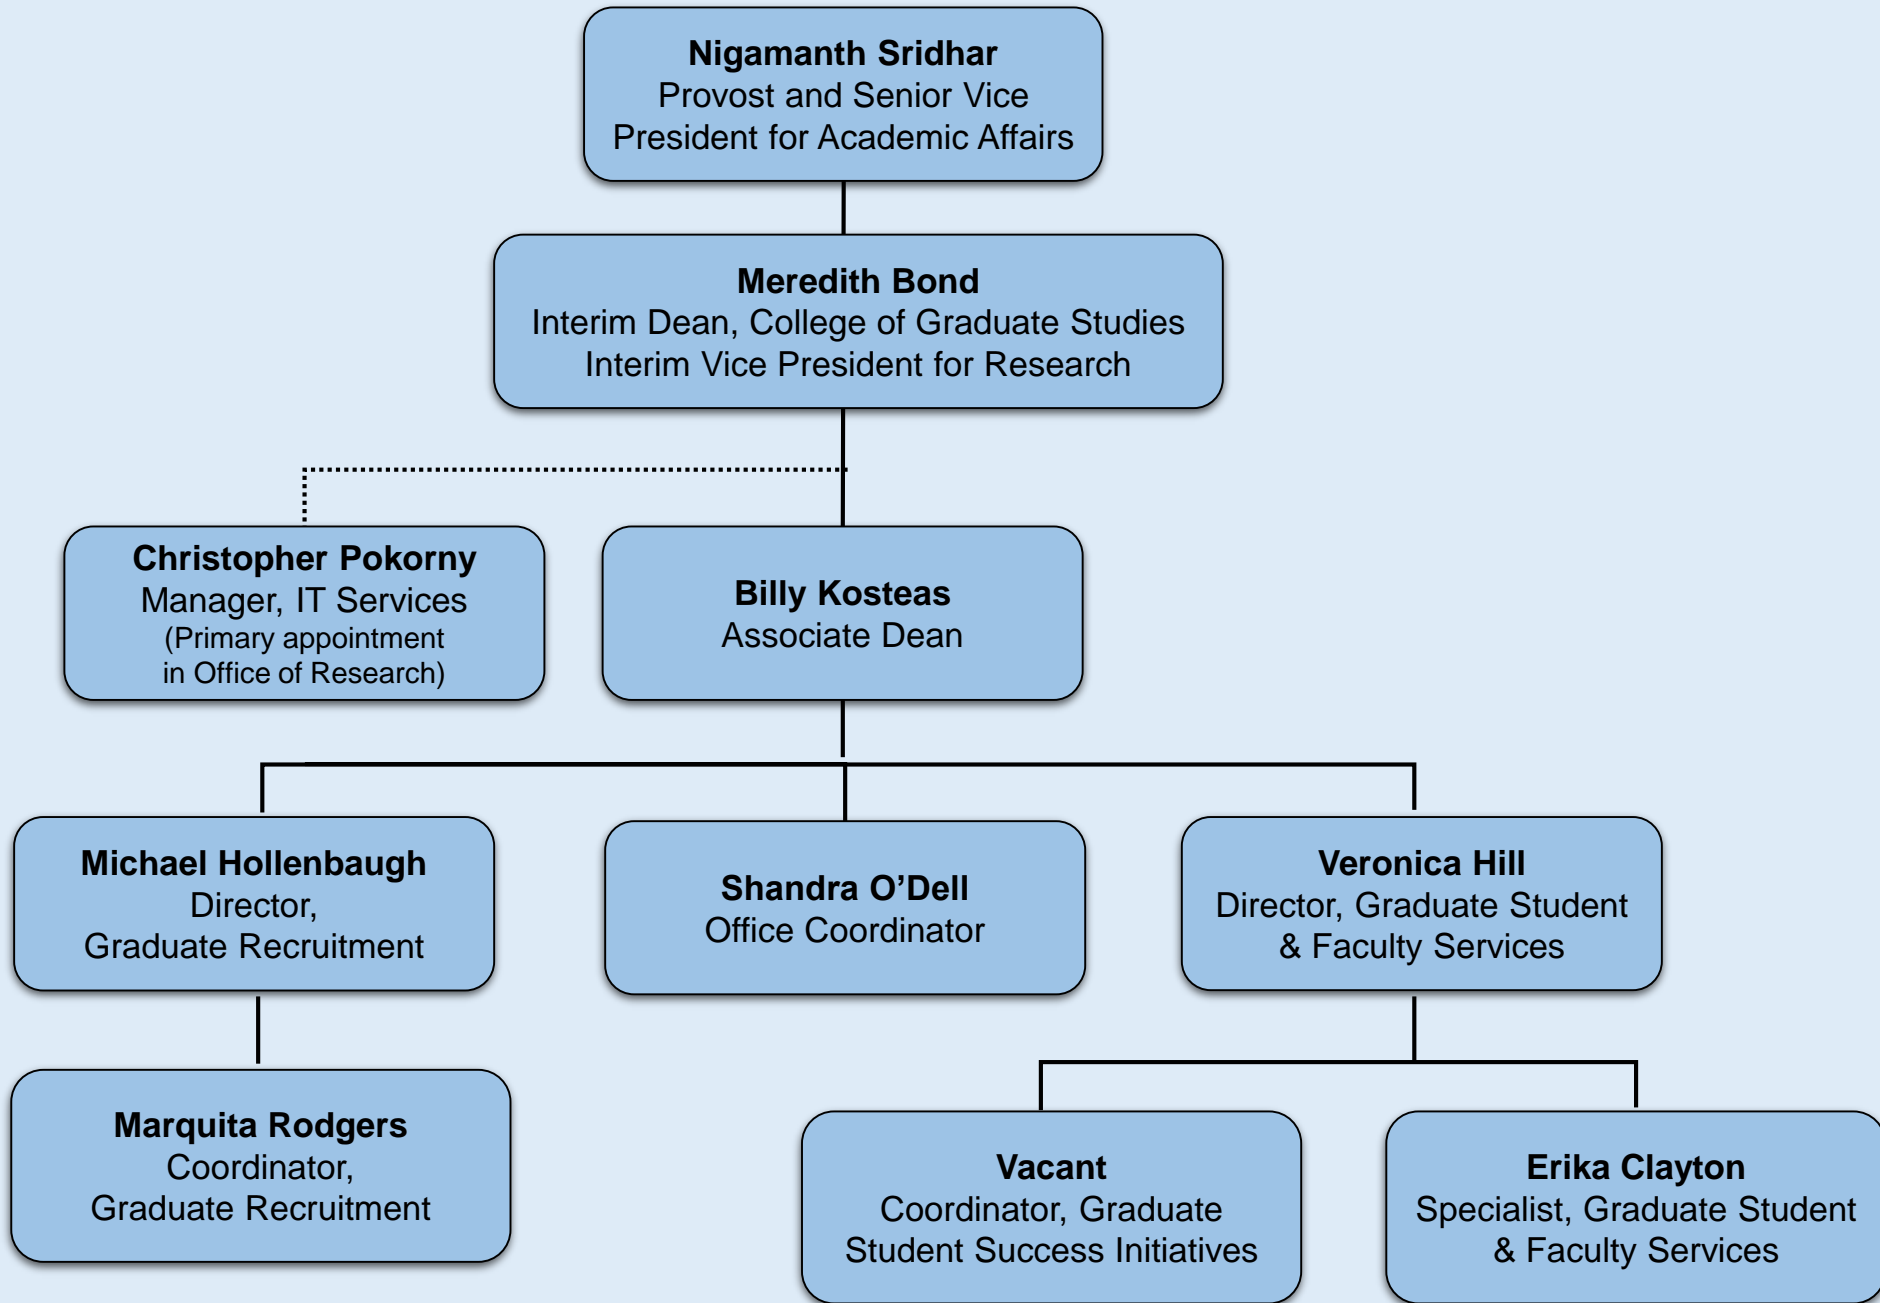 Nigamanth Sridhar
Provost and Senior Vice
President for Academic Affairs
Meredith Bond
Interim Dean, College of Graduate Studies
Interim Vice President for Research
Christopher Pokorny
Manager, IT Services
(Primary appointment
in Office of Research)
Billy Kosteas
Associate Dean
Michael Hollenbaugh
Director,
Graduate Recruitment
Shandra O’Dell
Office Coordinator
Veronica Hill
Director, Graduate Student
& Faculty Services
Marquita Rodgers
Coordinator,
Graduate Recruitment
Vacant
Coordinator, Graduate
Student Success Initiatives
Erika Clayton
Specialist, Graduate Student
& Faculty Services